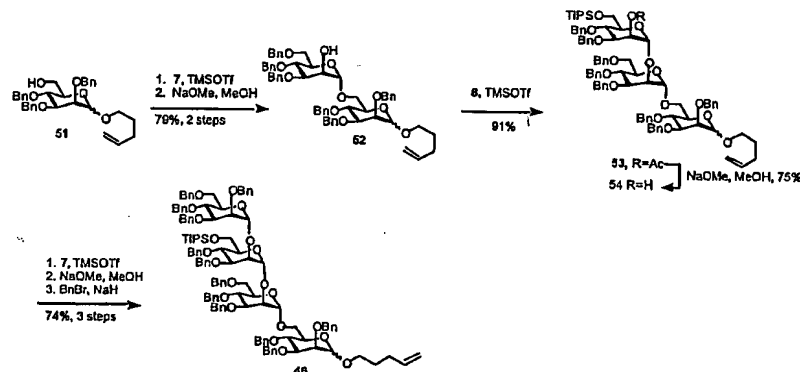 HO OBn
BnO
BnO
51
1. 7, TMSOTf
2. NaOMe, MeOH
79%, 2 steps
BnO OH
BnO
BnO
OBn
BnO
BnO
52
6, TMSOTf
91%
TIPSO OR
BnO
BnO
BnO
BnO
BnO
OBn
BnO
BnO
53, R=Ac
54 R=H
NaOMe, MeOH, 75%
1. 7, TMSOTf
2. NaOMe, MeOH
3. BnBr, NaH
74%, 3 steps
BnO OBn
BnO
BnO
TIPSO
BnO
BnO
BnO
BnO
BnO
OBn
BnO
BnO